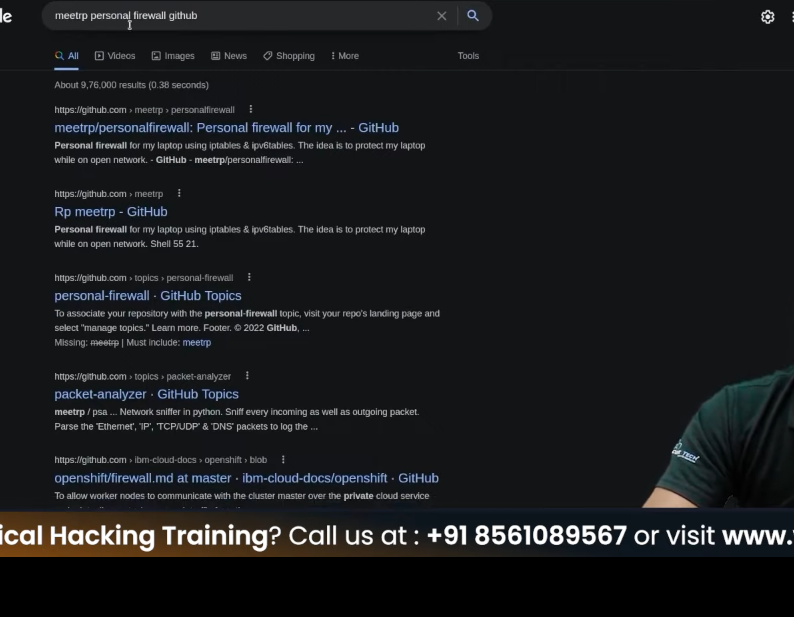 le
meetrp personal firewall github
All Videos Images News Shopping More Tools
About 9,76,000 results (0.38 seconds)
https://github.com › meetrp › personalfirewall
meetrp/personalfirewall: Personal firewall for my ... - GitHub
Personal firewall for my laptop using iptables & ipv6tables. The idea is to protect my laptop
while on open network. - GitHub - meetrp/personalfirewall: ...
https://github.com › meetrp
Rp meetrp - GitHub
Personal firewall for my laptop using iptables & ipv6tables. The idea is to protect my laptop
while on open network. Shell 55 21.
https://github.com › topics › personal-firewall
personal-firewall · GitHub Topics
To associate your repository with the personal-firewall topic, visit your repo's landing page and
select "manage topics." Learn more. Footer. © 2022 GitHub, ...
Missing: meetrp | Must include: meetrp
https://github.com › topics › packet-analyzer
packet-analyzer · GitHub Topics
meetrp / psa ... Network sniffer in python. Sniff every incoming as well as outgoing packet.
Parse the 'Ethernet', 'IP', 'TCP/UDP' & 'DNS' packets to log the ...
https://github.com › ibm-cloud-docs › openshift › blob
openshift/firewall.md at master · ibm-cloud-docs/openshift · GitHub
To allow worker nodes to communicate with the cluster master over the private cloud service
TECH
ical Hacking Training? Call us at : +91 8561089567 or visit www.